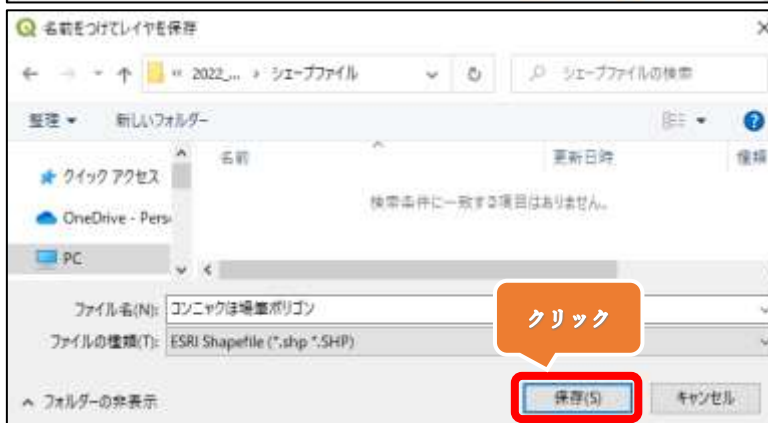 名前をつけてレイヤを保存
« 2022_... › シェープファイル シェープファイルの検索
整理 新しいフォルダー
名前 更新日時 種類
クイック アクセス
検索条件に一致する項目はありません。
OneDrive - Perso
PC
ファイル名(N): コンニャクほ場筆ポリゴン
クリック
ファイルの種類(T): ESRI Shapefile (*.shp *.SHP)
フォルダーの非表示 保存(S) キャンセル